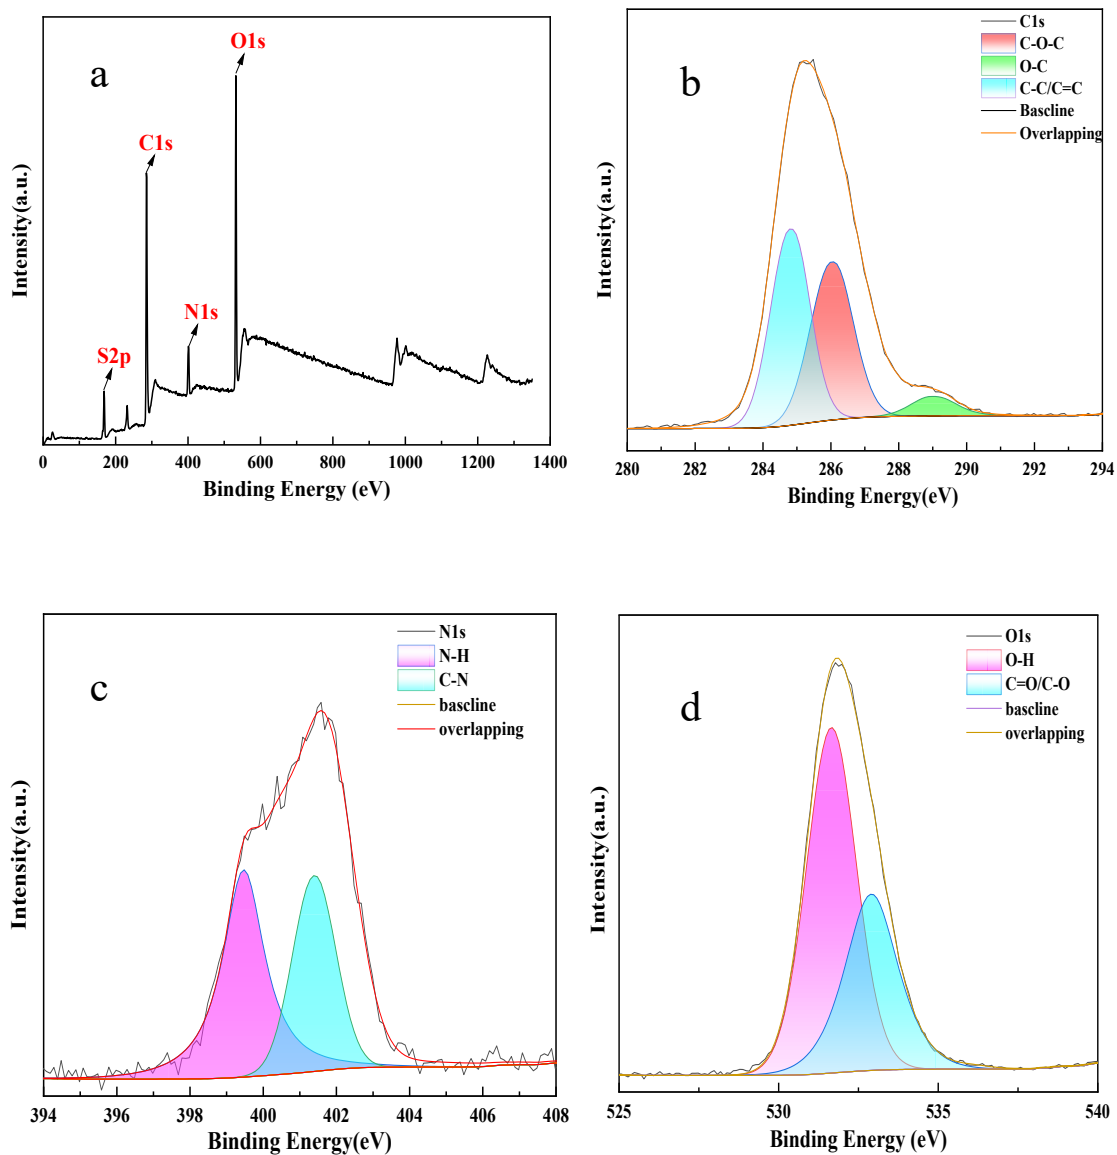 a
O1s
C1s
N1s
S2p
Intensity(a.u.)
0 200 400 600 800 1000 1200 1400
Binding Energy (eV)
b
C1s
C-O-C
O-C
C-C/C=C
Bascline
Overlapping
Intensity(a.u.)
280 282 284 286 288 290 292 294
Binding Energy(eV)
c
N1s
N-H
C-N
bascline
overlapping
Intensity(a.u.)
394 396 398 400 402 404 406 408
Binding Energy(eV)
d
O1s
O-H
C=O/C-O
bascline
overlapping
Intensity(a.u.)
525 530 535 540
Binding Energy (eV)